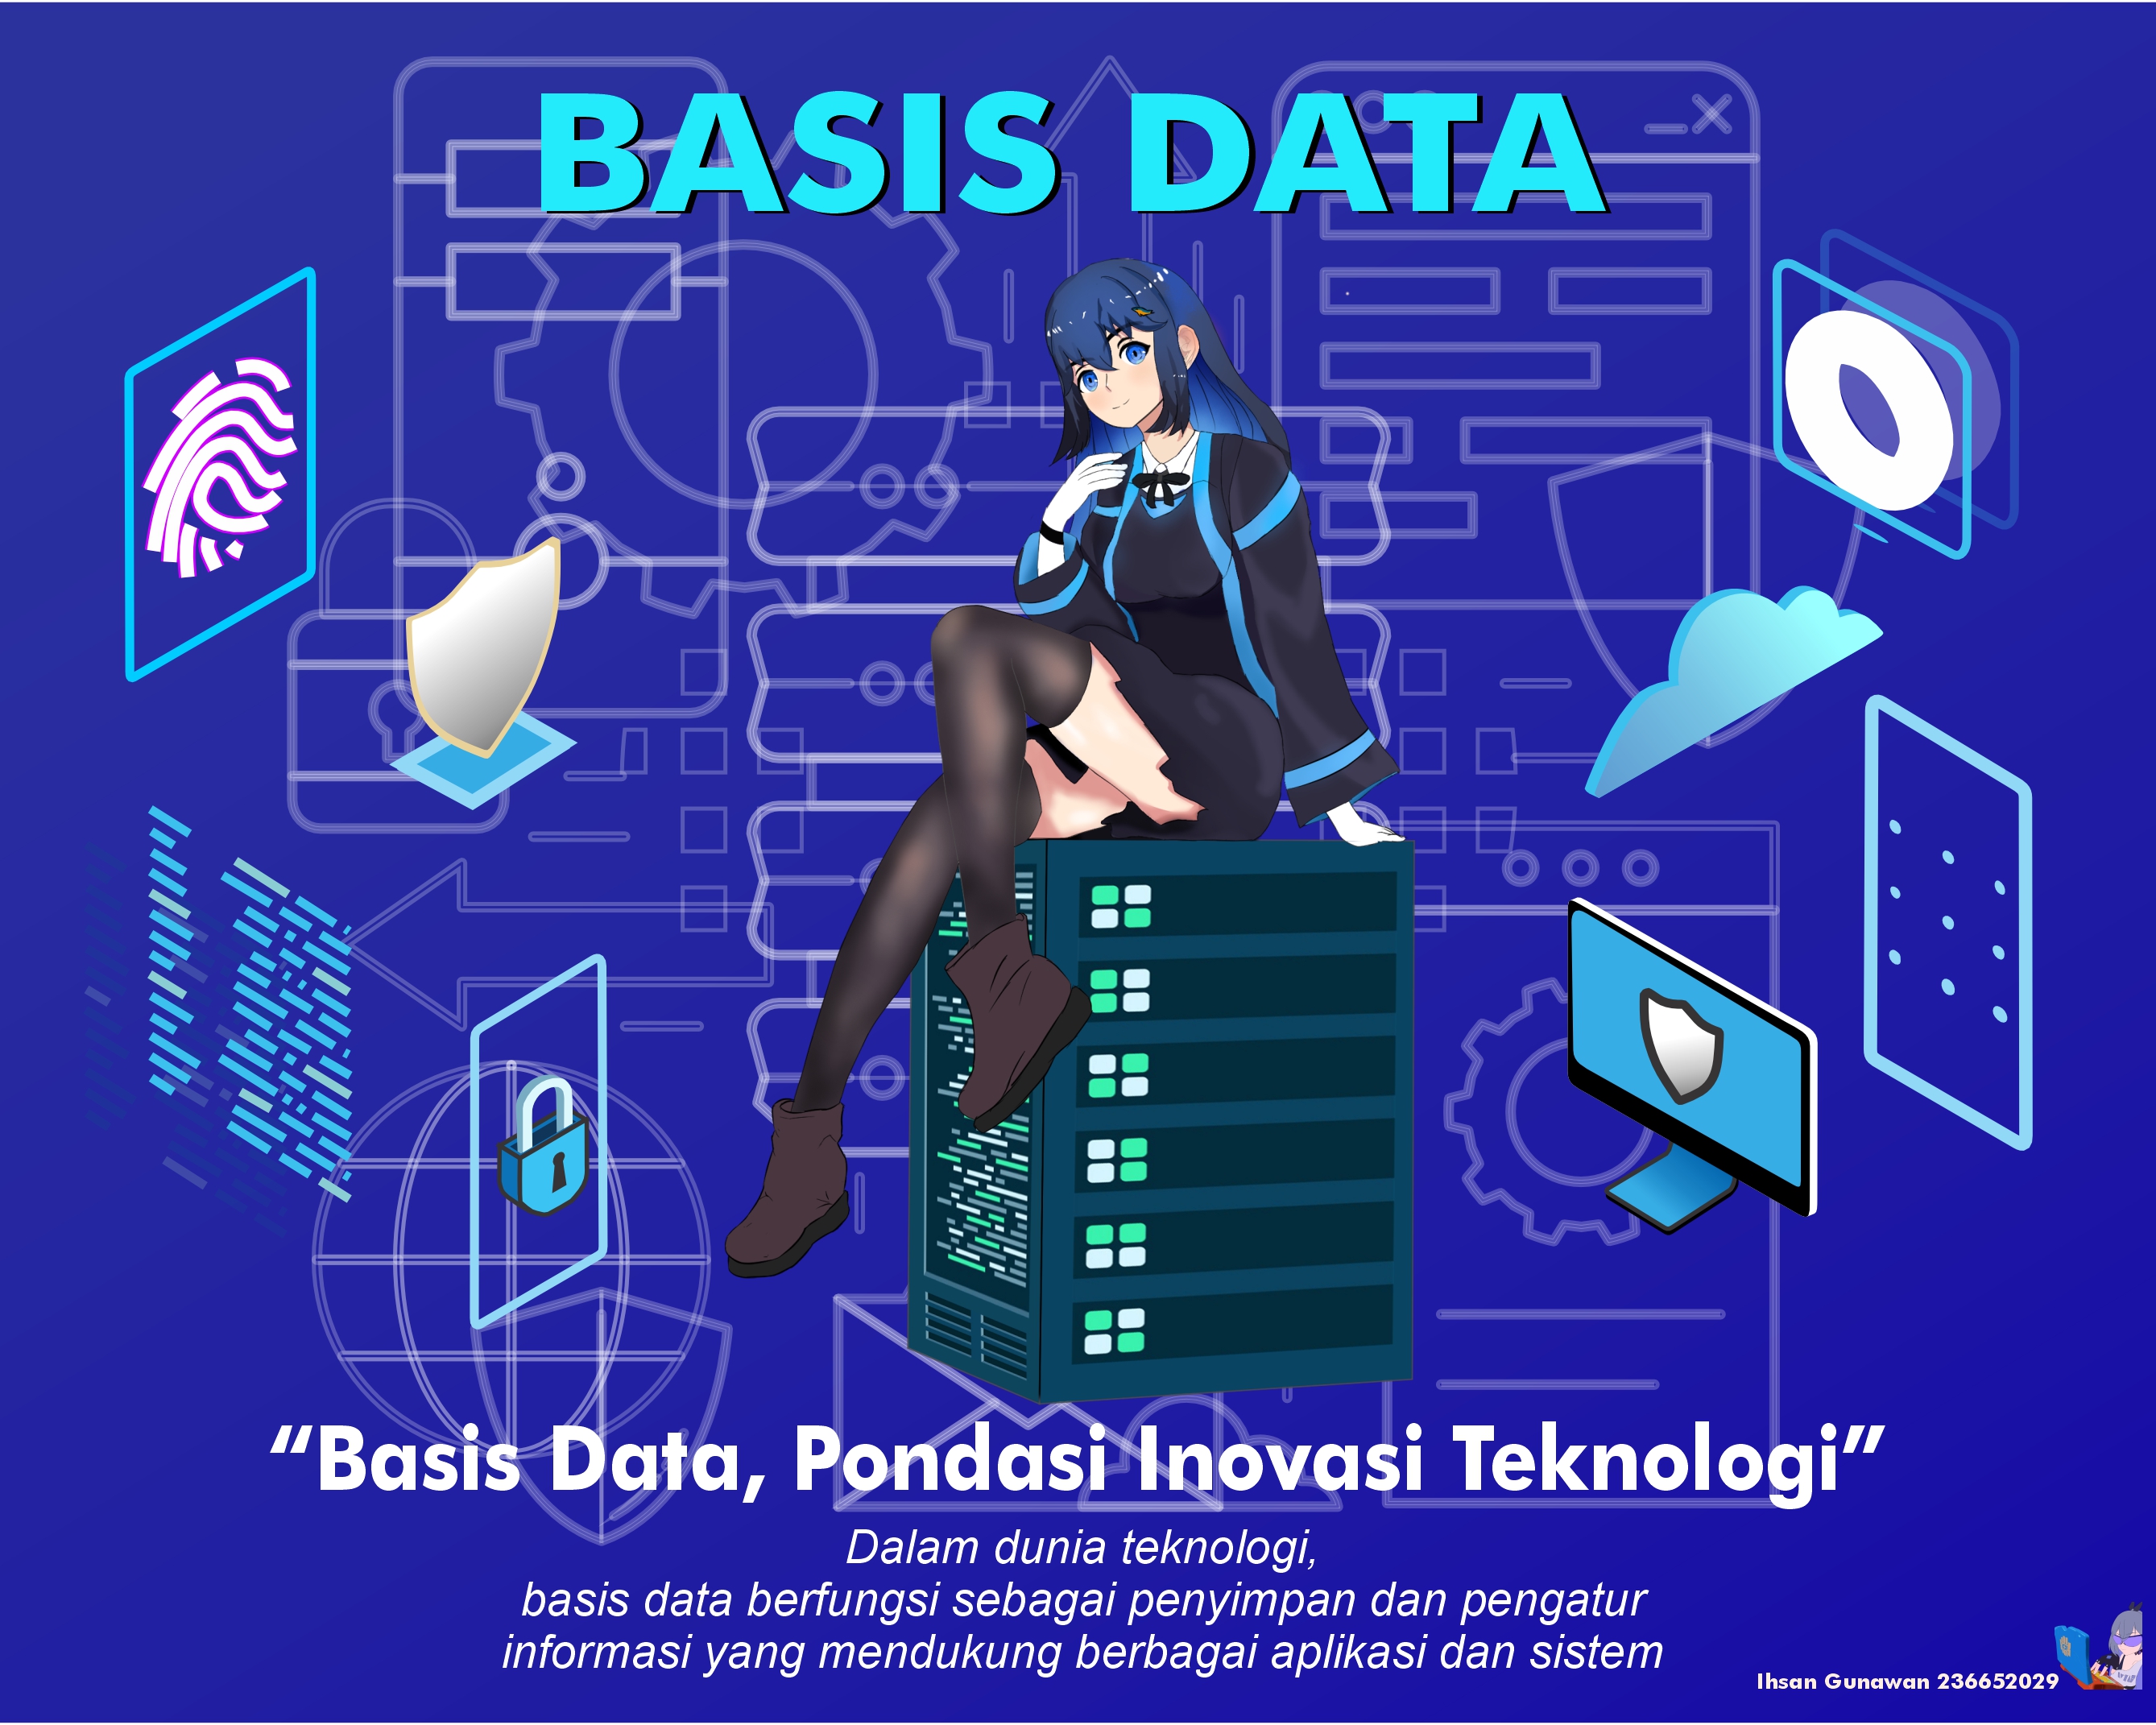 BASIS DATA
“Basis Data, Pondasi Inovasi Teknologi”
Dalam dunia teknologi,
basis data berfungsi sebagai penyimpan dan pengatur
informasi yang mendukung berbagai aplikasi dan sistem
Ihsan Gunawan 236652029